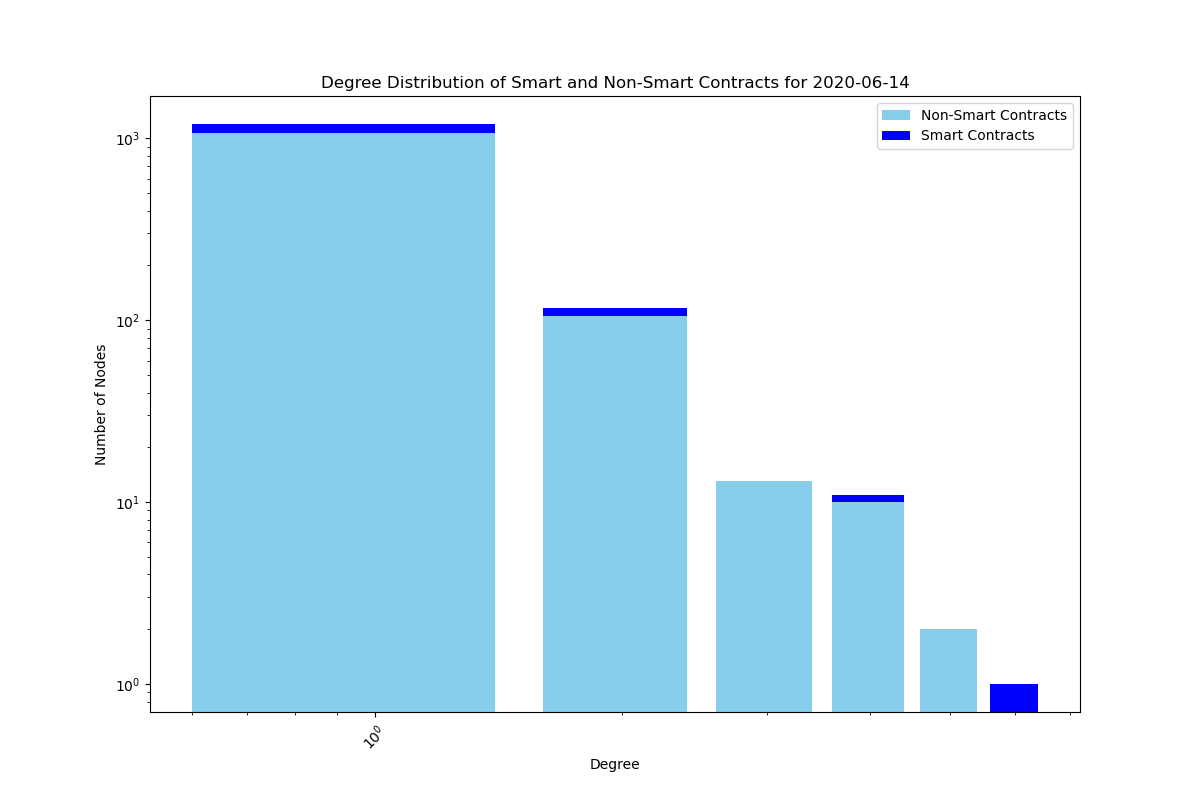 Degree Distribution of Smart and Non-Smart Contracts for 2020-06-14
Non-Smart Contracts
Smart Contracts
Number of Nodes
10³
10²
10¹
10⁰
10⁰
Degree